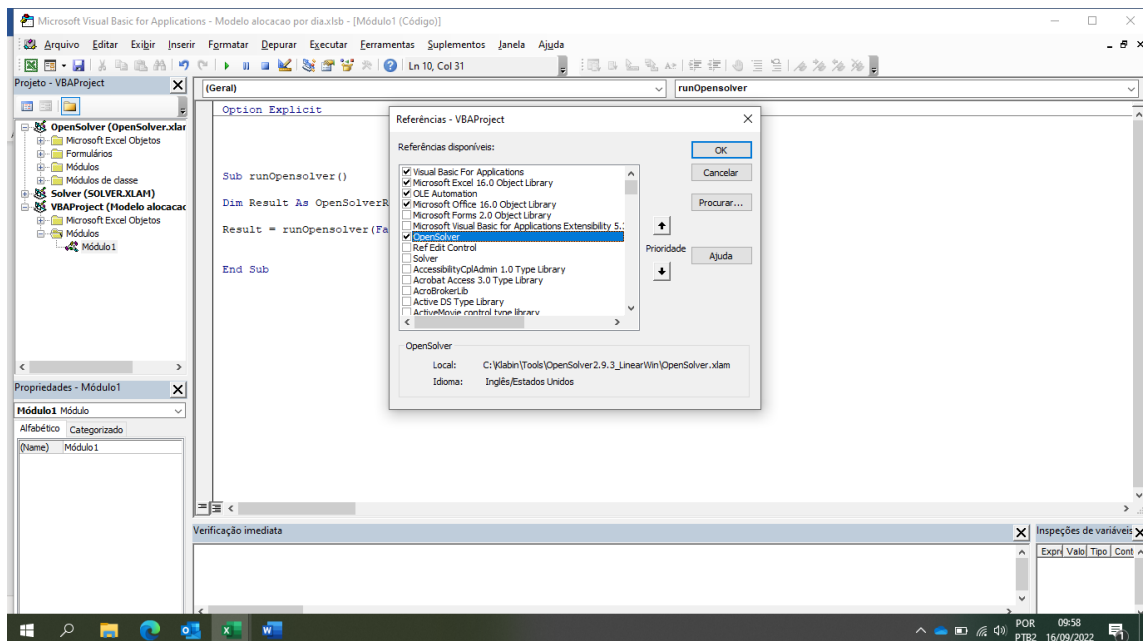 Microsoft Visual Basic for Applications - Modelo alocacao por dia.xlsb - [Módulo1 (Código)]
Arquivo Editar Exibir Inserir Formatar Depurar Executar Ferramentas Suplementos Janela Ajuda
Ln 10, Col 31
Projeto - VBAProject
OpenSolver (OpenSolver.xlar
Microsoft Excel Objetos
Formulários
Módulos
Módulos de classe
Solver (SOLVER.XLAM)
VBAProject (Modelo alocacac
Microsoft Excel Objetos
Módulos
Módulo1
Propriedades - Módulo1
Módulo1 Módulo
Alfabético Categorizado
(Name) Módulo1
(Geral)
runOpensolver
Option Explicit
Sub runOpensolver()
Dim Result As OpenSolverR
Result = runOpensolver(Fa
End Sub
Referências - VBAProject
Referências disponíveis:
Visual Basic For Applications
Microsoft Excel 16.0 Object Library
OLE Automation
Microsoft Office 16.0 Object Library
Microsoft Forms 2.0 Object Library
Microsoft Visual Basic for Applications Extensibility 5.
OpenSolver
Ref Edit Control
Solver
AccessibilityCplAdmin 1.0 Type Library
Acrobat Access 3.0 Type Library
AcroBrokerLib
Active DS Type Library
ActiveMovie control type library
OK
Cancelar
Procurar...
Prioridade
Ajuda
OpenSolver
Local: C:\Klabin\Tools\OpenSolver2.9.3_LinearWin\OpenSolver.xlam
Idioma: Inglês/Estados Unidos
Verificação imediata
Inspeções de variáveis
Expre Valo Tipo Cont
POR 09:58
PTB2 16/09/2022